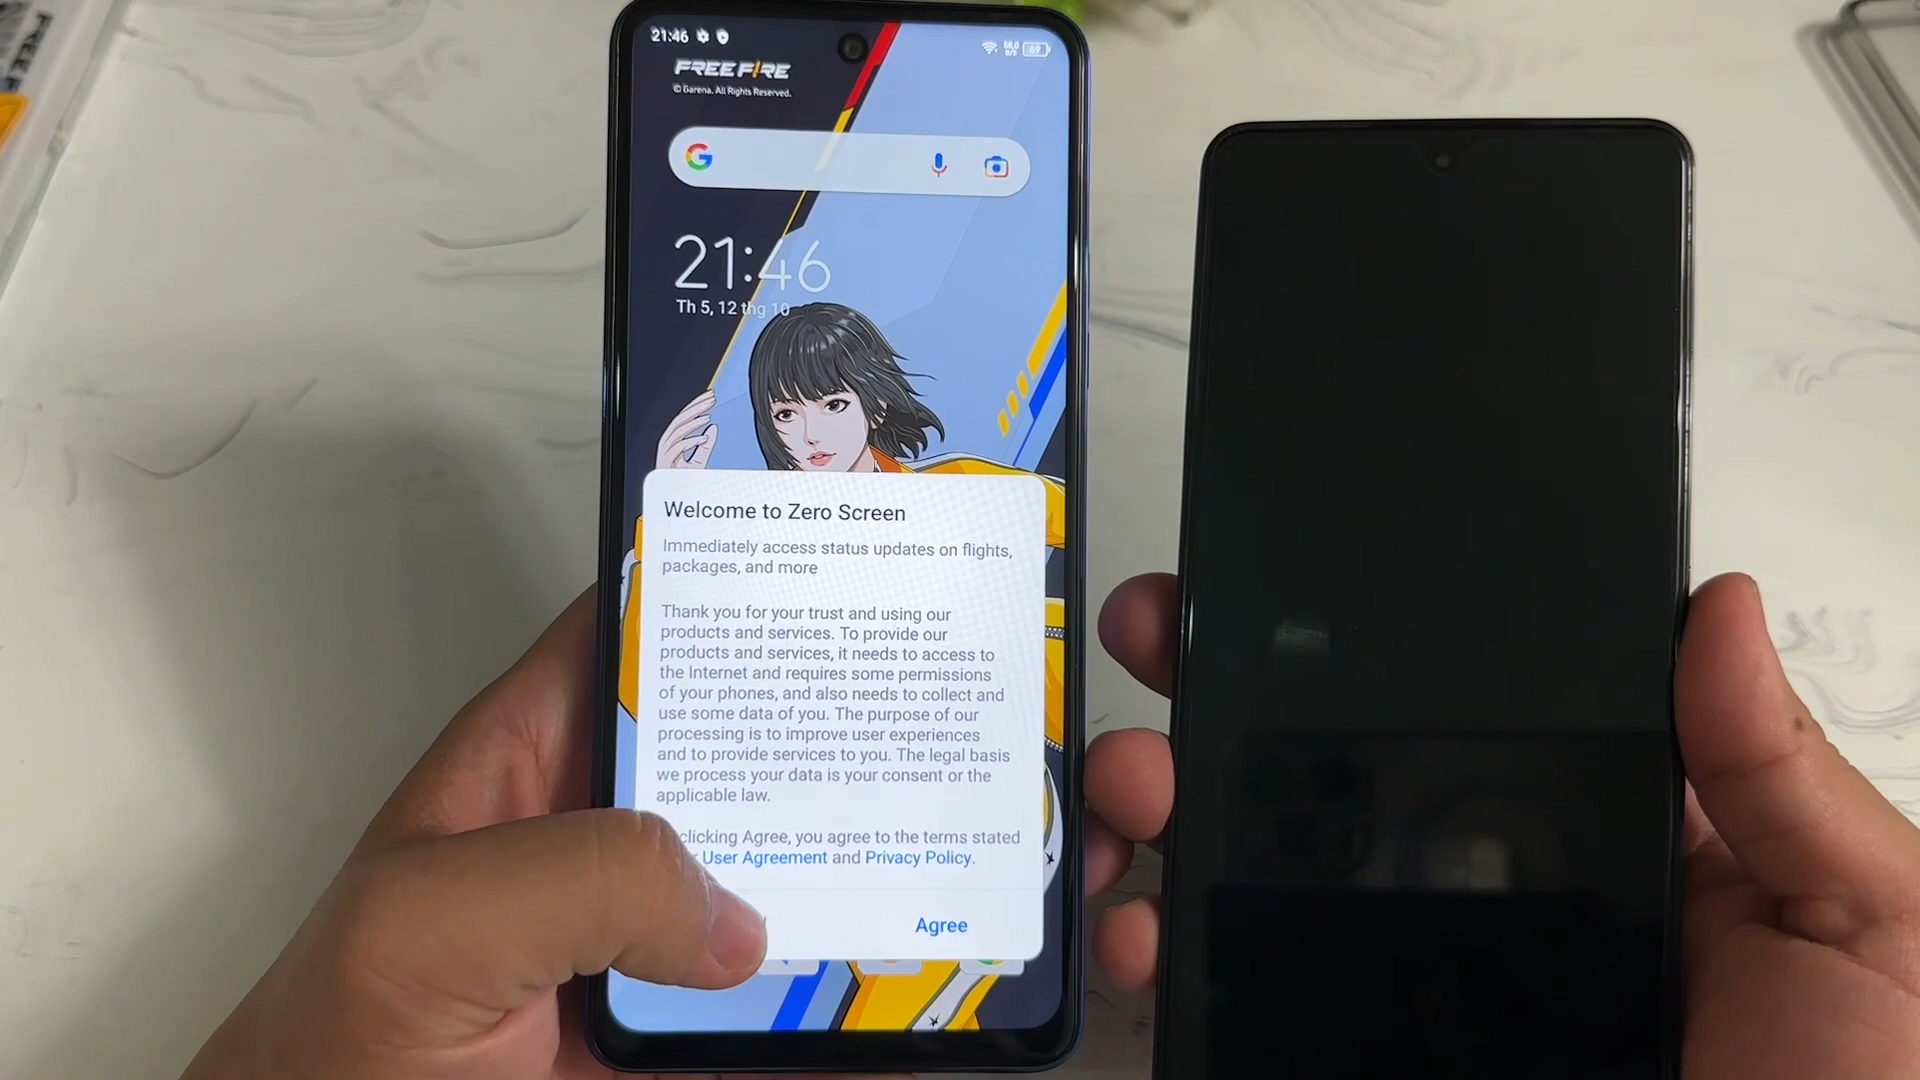 21:46
58,0
B/S
69
FREE FIRE
© Garena. All Rights Reserved.
G
21:46
Th 5, 12 thg 10
Welcome to Zero Screen
Immediately access status updates on flights,
packages, and more
Thank you for your trust and using our
products and services. To provide our
products and services, it needs to access to
the Internet and requires some permissions
of your phones, and also needs to collect and
use some data of you. The purpose of our
processing is to improve user experiences
and to provide services to you. The legal basis
we process your data is your consent or the
applicable law.
clicking Agree, you agree to the terms stated
User Agreement and Privacy Policy.
Agree